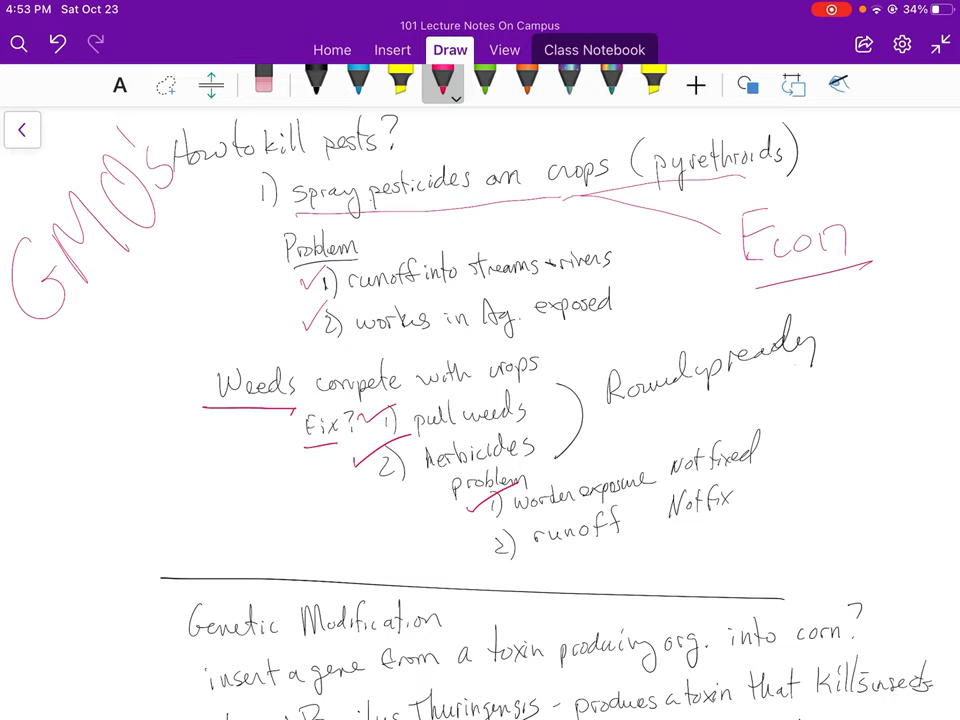 4:53 PM Sat Oct 23
34%
101 Lecture Notes On Campus
Home Insert Draw View Class Notebook
A
GMO's
How to kill pests?
1) spray pesticides on crops (pyrethroids)
Econ
Problem
1) runoff into streams + rivers
2) works in Ag. exposed
Weeds compete with crops
Fix? 1) pull weeds
Roundup ready
2) herbicides
problem
1) worder exposure Not fixed
2) runoff Not fix
Genetic Modification
insert a gene from a toxin producing org. into corn?
Thuringensis - produces a toxin that kills insects